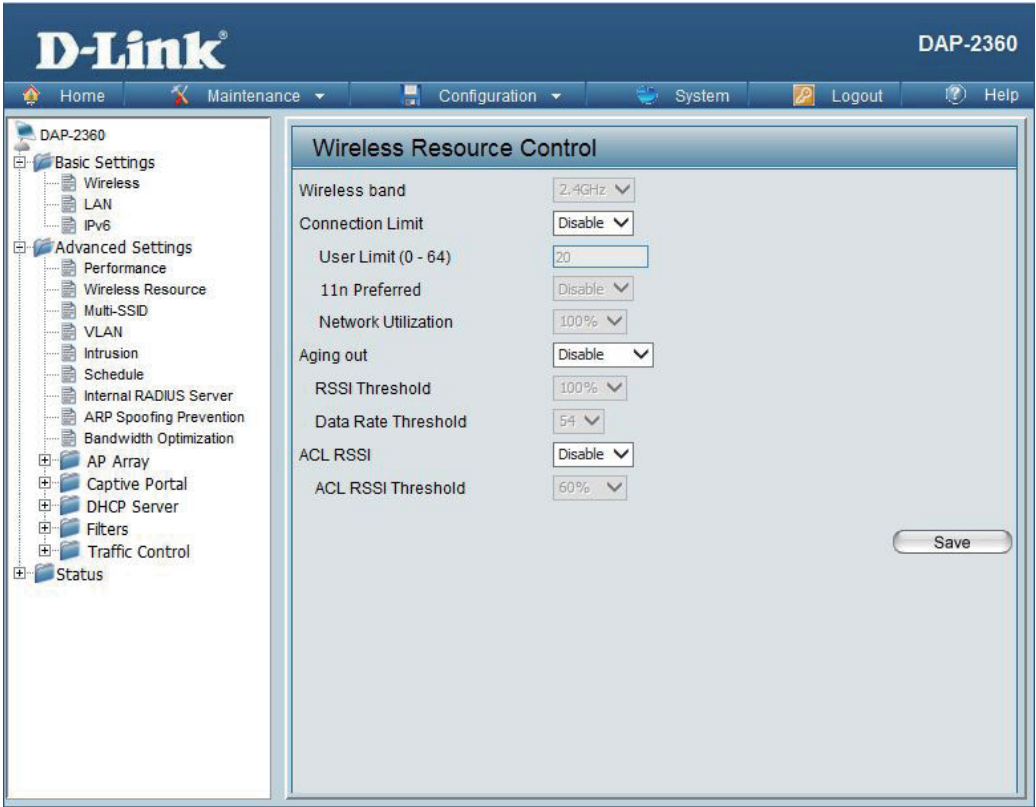 D-Link®
DAP-2360
Home Maintenance Configuration System Logout Help
DAP-2360
Basic Settings
Wireless
LAN
IPv6
Advanced Settings
Performance
Wireless Resource
Multi-SSID
VLAN
Intrusion
Schedule
Internal RADIUS Server
ARP Spoofing Prevention
Bandwidth Optimization
AP Array
Captive Portal
DHCP Server
Filters
Traffic Control
Status
Wireless Resource Control
Wireless band 2.4GHz
Connection Limit Disable
User Limit (0 - 64) 20
11n Preferred Disable
Network Utilization 100%
Aging out Disable
RSSI Threshold 100%
Data Rate Threshold 54
ACL RSSI Disable
ACL RSSI Threshold 60%
Save